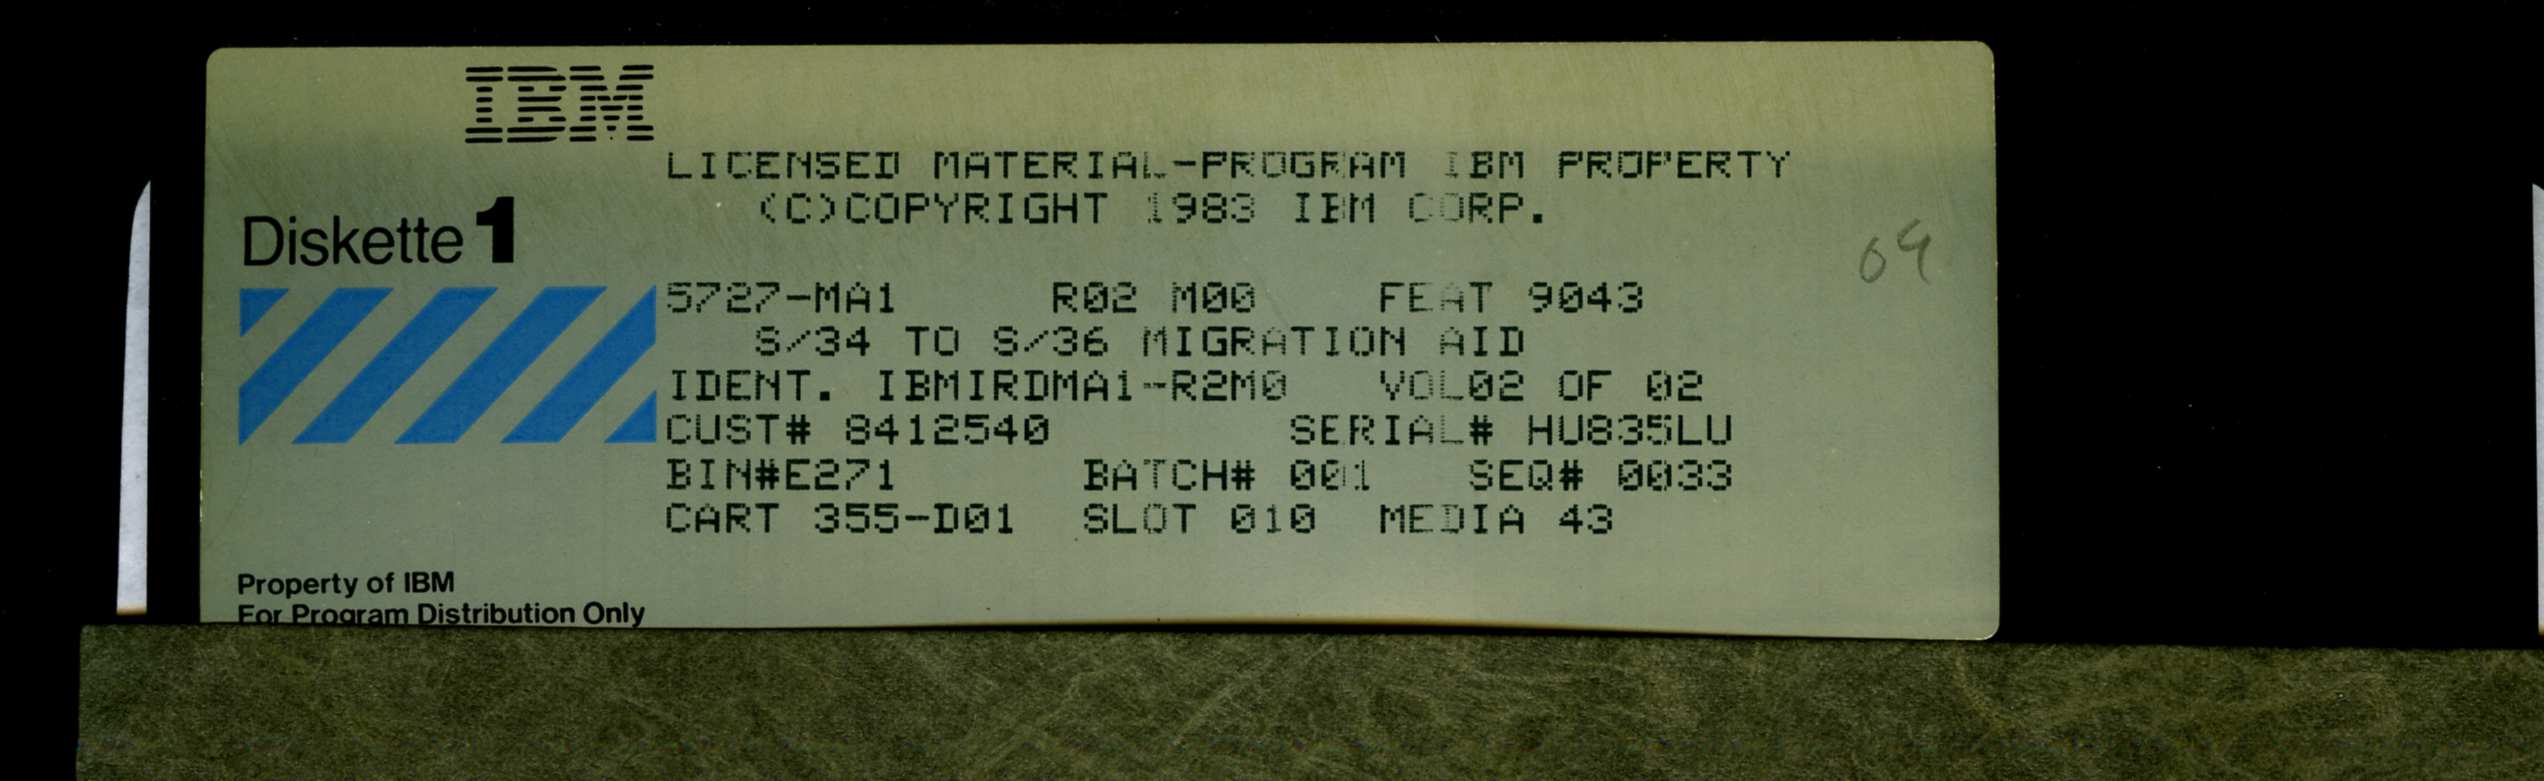 IBM
LICENSED MATERIAL-PROGRAM IBM PROPERTY
(C)COPYRIGHT 1983 IBM CORP.
Diskette 1
09
5727-MA1 R02 M00 FEAT 9043
S/34 TO S/36 MIGRATION AID
IDENT. IBMIRDMA1-R2M0 VOL02 OF 02
CUST# 8412540 SERIAL# HU835LU
BIN#E271 BATCH# 001 SEQ# 0033
CART 355-D01 SLOT 010 MEDIA 43
Property of IBM
For Program Distribution Only